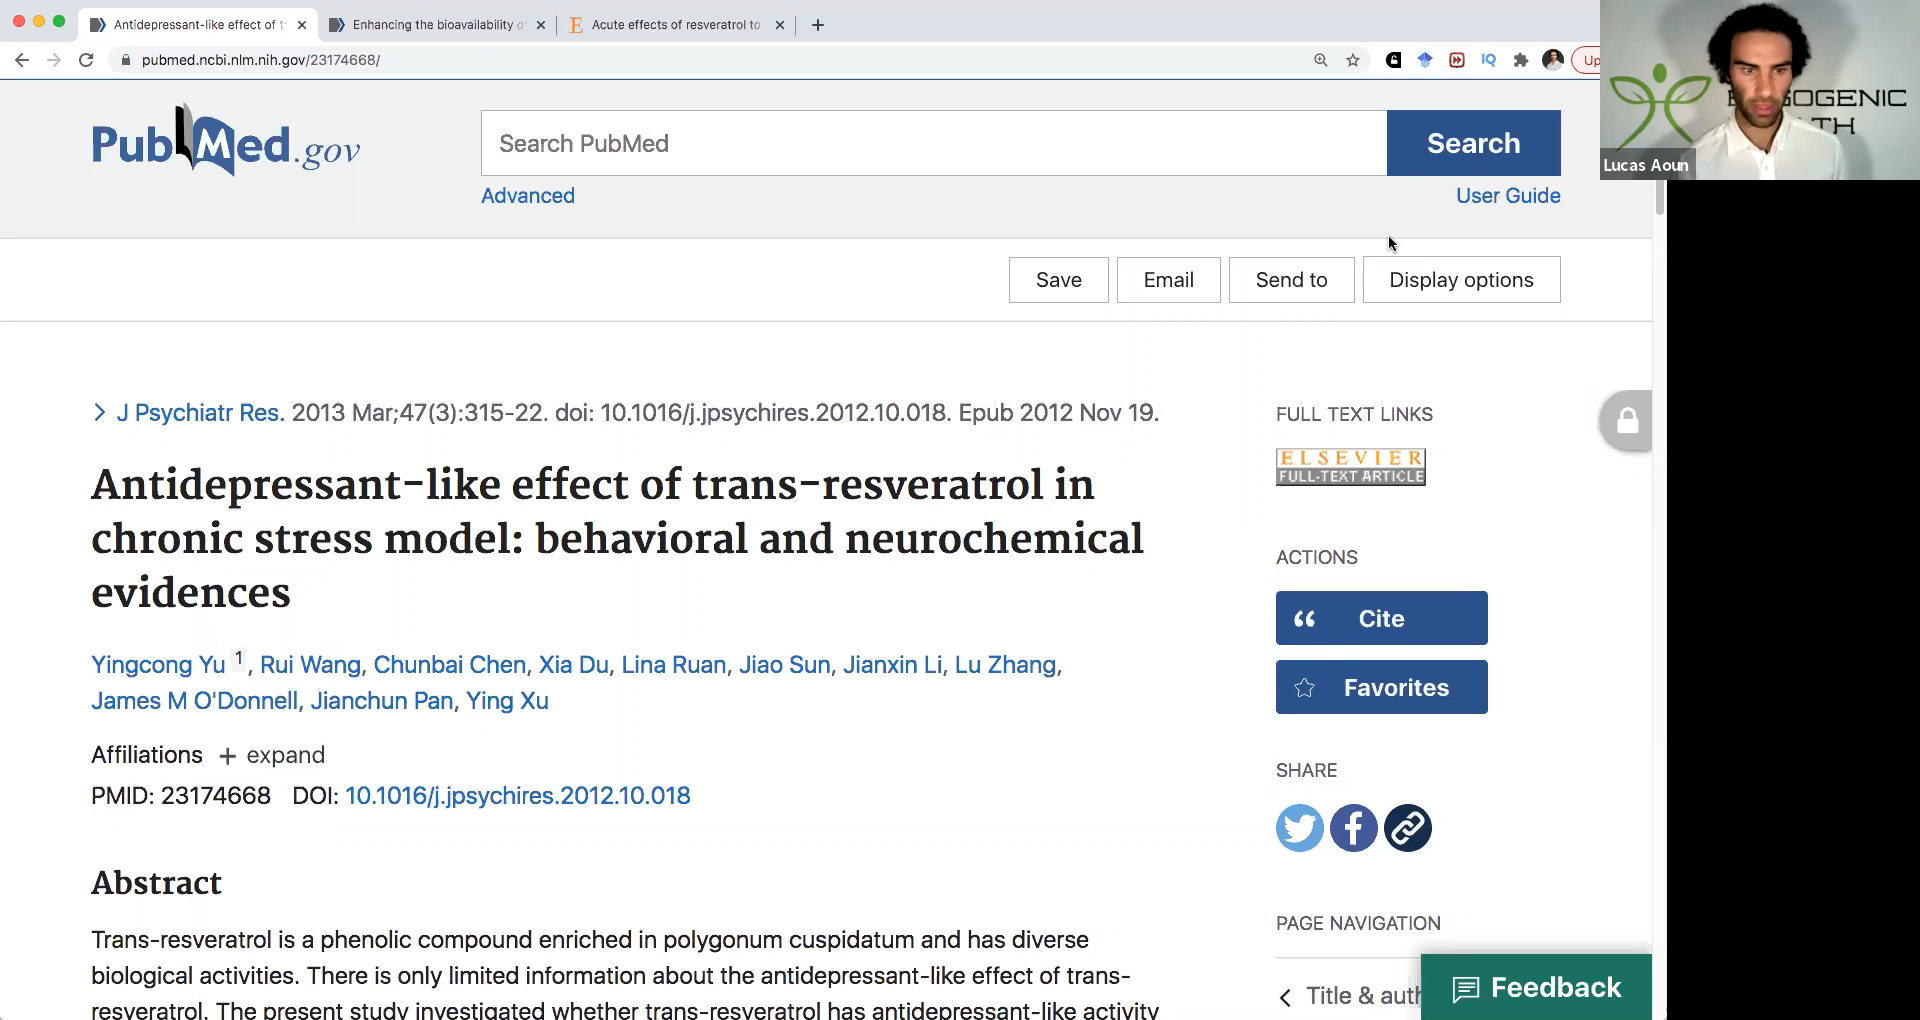 Antidepressant-like effect of t
Enhancing the bioavailability o
Acute effects of resveratrol to
pubmed.ncbi.nlm.nih.gov/23174668/
IQ
Up
PubMed.gov
Search PubMed
Search
Advanced
User Guide
GOGENIC
TH
Lucas Aoun
Save
Email
Send to
Display options
J Psychiatr Res. 2013 Mar;47(3):315-22. doi: 10.1016/j.jpsychires.2012.10.018. Epub 2012 Nov 19.
Antidepressant-like effect of trans-resveratrol in
chronic stress model: behavioral and neurochemical
evidences
Yingcong Yu 1, Rui Wang, Chunbai Chen, Xia Du, Lina Ruan, Jiao Sun, Jianxin Li, Lu Zhang,
James M O'Donnell, Jianchun Pan, Ying Xu
Affiliations + expand
PMID: 23174668 DOI: 10.1016/j.jpsychires.2012.10.018
Abstract
Trans-resveratrol is a phenolic compound enriched in polygonum cuspidatum and has diverse
biological activities. There is only limited information about the antidepressant-like effect of trans-
resveratrol. The present study investigated whether trans-resveratrol has antidepressant-like activity
FULL TEXT LINKS
ELSEVIER
FULL-TEXT ARTICLE
ACTIONS
Cite
Favorites
SHARE
PAGE NAVIGATION
Title & auth
Feedback